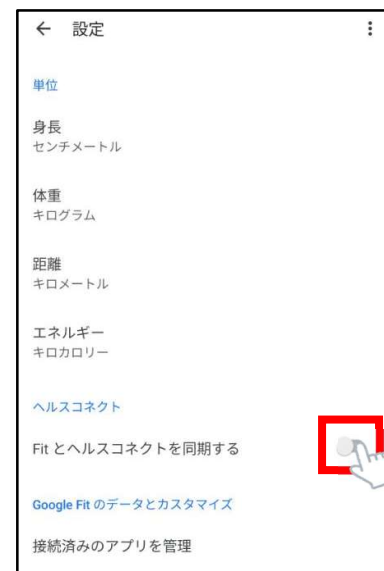 設定
単位
身長
センチメートル
体重
キログラム
距離
キロメートル
エネルギー
キロカロリー
ヘルスコネクト
Fit とヘルスコネクトを同期する
Google Fit のデータとカスタマイズ
接続済みのアプリを管理